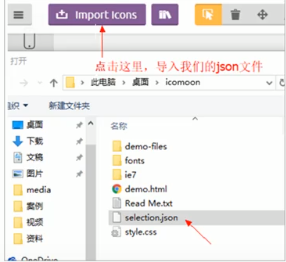 Import Icons
点击这里，导入我们的json文件
打开
此电脑 › 桌面 › icomoon
组织
新建文件夹
桌面
下载
文稿
图片
media
案例
视频
资料
OneDrive
名称
demo-files
fonts
ie7
demo.html
Read Me.txt
selection.json
style.css